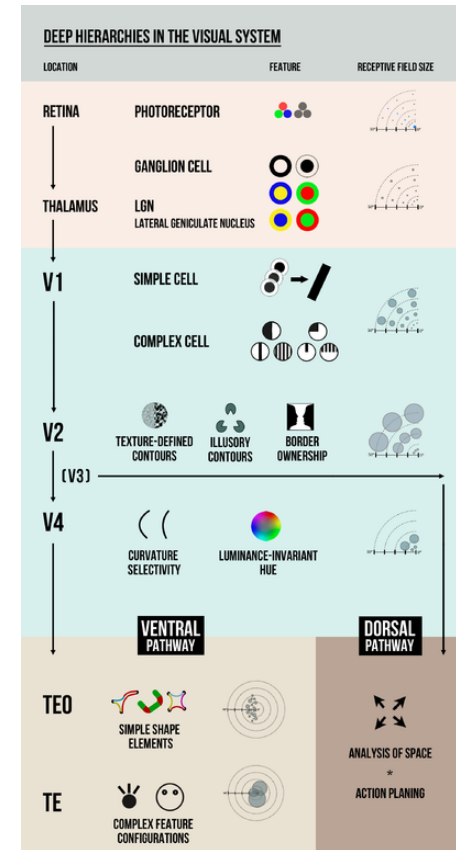 DEEP HIERARCHIES IN THE VISUAL SYSTEM
LOCATION
FEATURE
RECEPTIVE FIELD SIZE
RETINA
PHOTORECEPTOR
GANGLION CELL
THALAMUS
LGN
LATERAL GENICULATE NUCLEUS
V1
SIMPLE CELL
COMPLEX CELL
V2
TEXTURE-DEFINED
CONTOURS
ILLUSORY
CONTOURS
BORDER
OWNERSHIP
(V3)
V4
CURVATURE
SELECTIVITY
LUMINANCE-INVARIANT
HUE
VENTRAL
PATHWAY
DORSAL
PATHWAY
TEO
SIMPLE SHAPE
ELEMENTS
ANALYSIS OF SPACE
*
ACTION PLANING
TE
COMPLEX FEATURE
CONFIGURATIONS